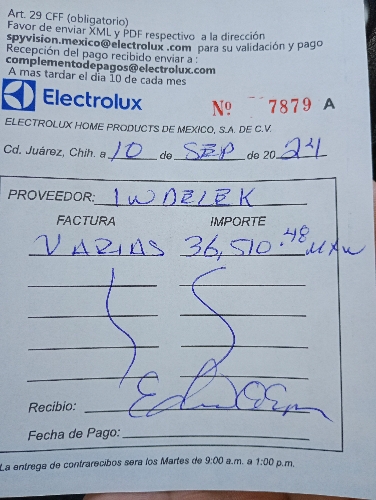 Art. 29 CFF (obligatorio)
Favor de enviar XML y PDF respectivo a la dirección
spyvision.mexico@electrolux .com para su validación y pago
Recepción del pago recibido enviar a :
complementodepagos@electrolux.com
A mas tardar el dia 10 de cada mes
Electrolux
Nº 7879 A
ELECTROLUX HOME PRODUCTS DE MEXICO, S.A. DE C.V.
Cd. Juárez, Chih. a 10 de SEP de 2024
PROVEEDOR: INDELEK
FACTURA IMPORTE
VARIAS 36,510.48 MXN
Recibio:
Fecha de Pago:
La entrega de contrarecibos sera los Martes de 9:00 a.m. a 1:00 p.m.